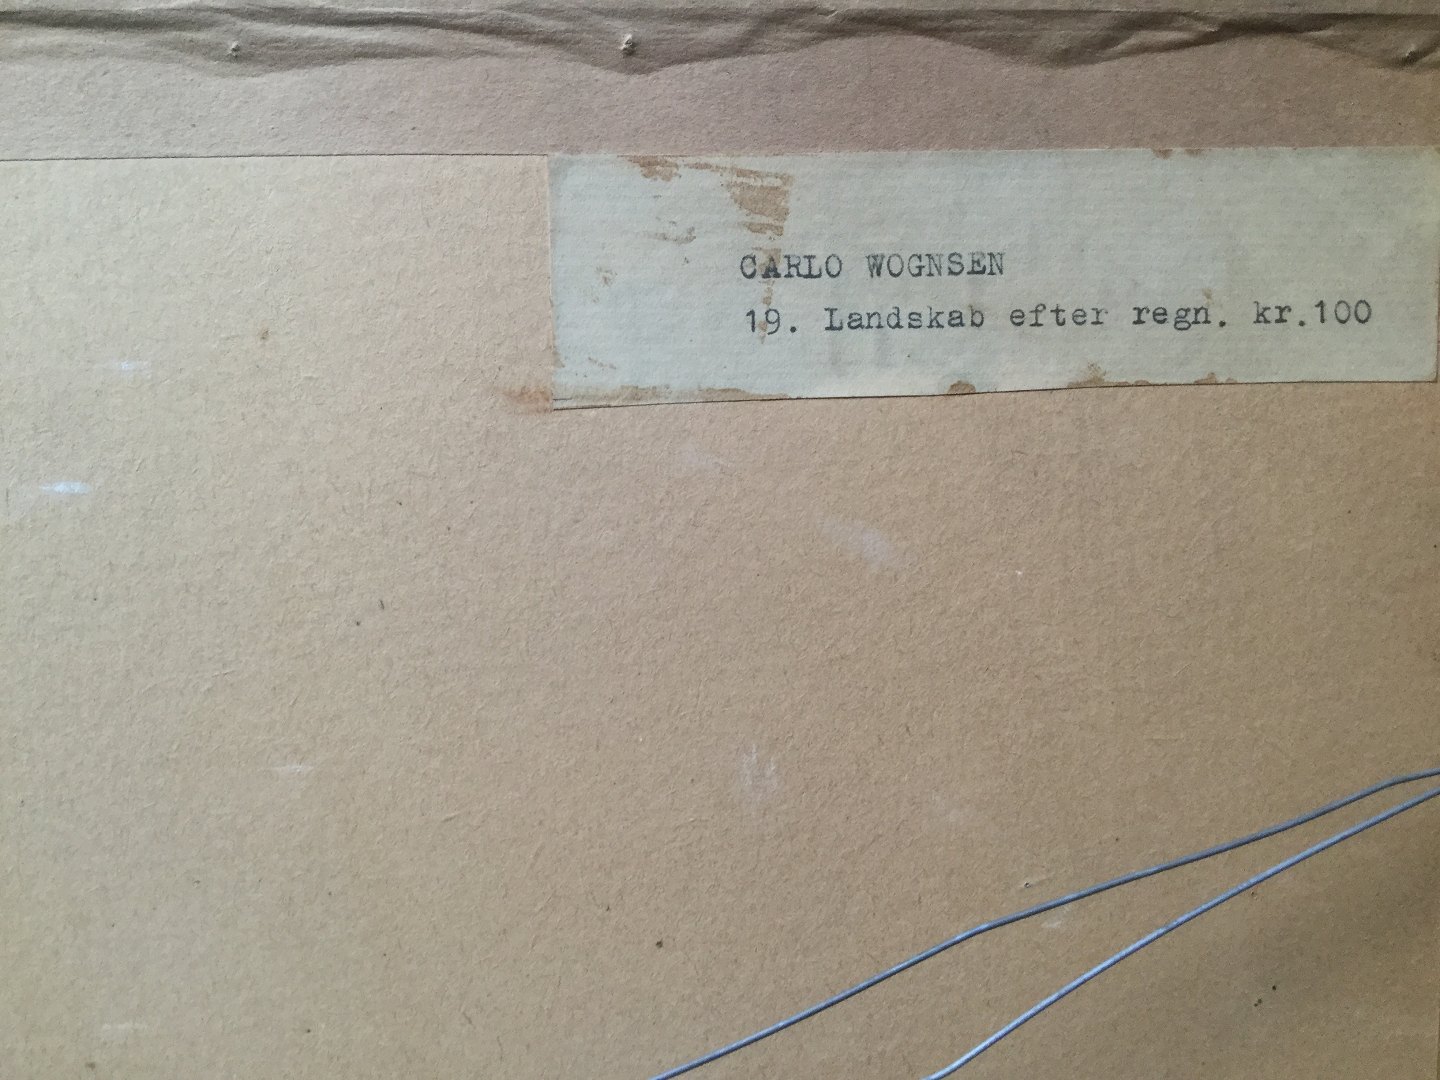 CARLO WOGNSEN
19. Landskab efter regn. kr.100